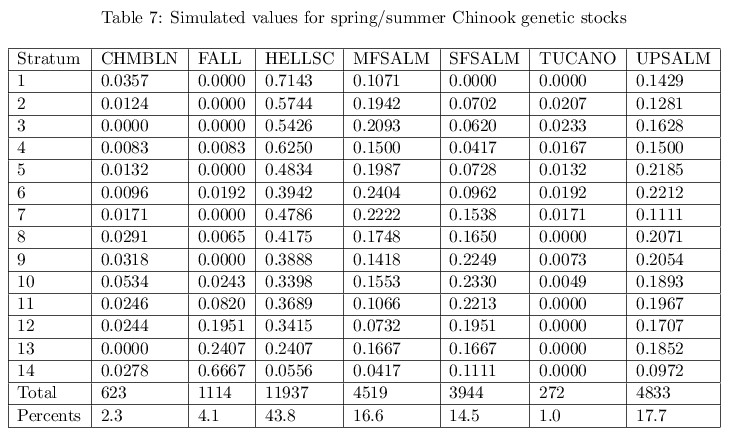 Table 7: Simulated values for spring/summer Chinook genetic stocks
Stratum CHMBLN FALL HELLSC MFSALM SFSALM TUCANO UPSALM
1 0.0357 0.0000 0.7143 0.1071 0.0000 0.0000 0.1429
2 0.0124 0.0000 0.5744 0.1942 0.0702 0.0207 0.1281
3 0.0000 0.0000 0.5426 0.2093 0.0620 0.0233 0.1628
4 0.0083 0.0083 0.6250 0.1500 0.0417 0.0167 0.1500
5 0.0132 0.0000 0.4834 0.1987 0.0728 0.0132 0.2185
6 0.0096 0.0192 0.3942 0.2404 0.0962 0.0192 0.2212
7 0.0171 0.0000 0.4786 0.2222 0.1538 0.0171 0.1111
8 0.0291 0.0065 0.4175 0.1748 0.1650 0.0000 0.2071
9 0.0318 0.0000 0.3888 0.1418 0.2249 0.0073 0.2054
10 0.0534 0.0243 0.3398 0.1553 0.2330 0.0049 0.1893
11 0.0246 0.0820 0.3689 0.1066 0.2213 0.0000 0.1967
12 0.0244 0.1951 0.3415 0.0732 0.1951 0.0000 0.1707
13 0.0000 0.2407 0.2407 0.1667 0.1667 0.0000 0.1852
14 0.0278 0.6667 0.0556 0.0417 0.1111 0.0000 0.0972
Total 623 1114 11937 4519 3944 272 4833
Percents 2.3 4.1 43.8 16.6 14.5 1.0 17.7